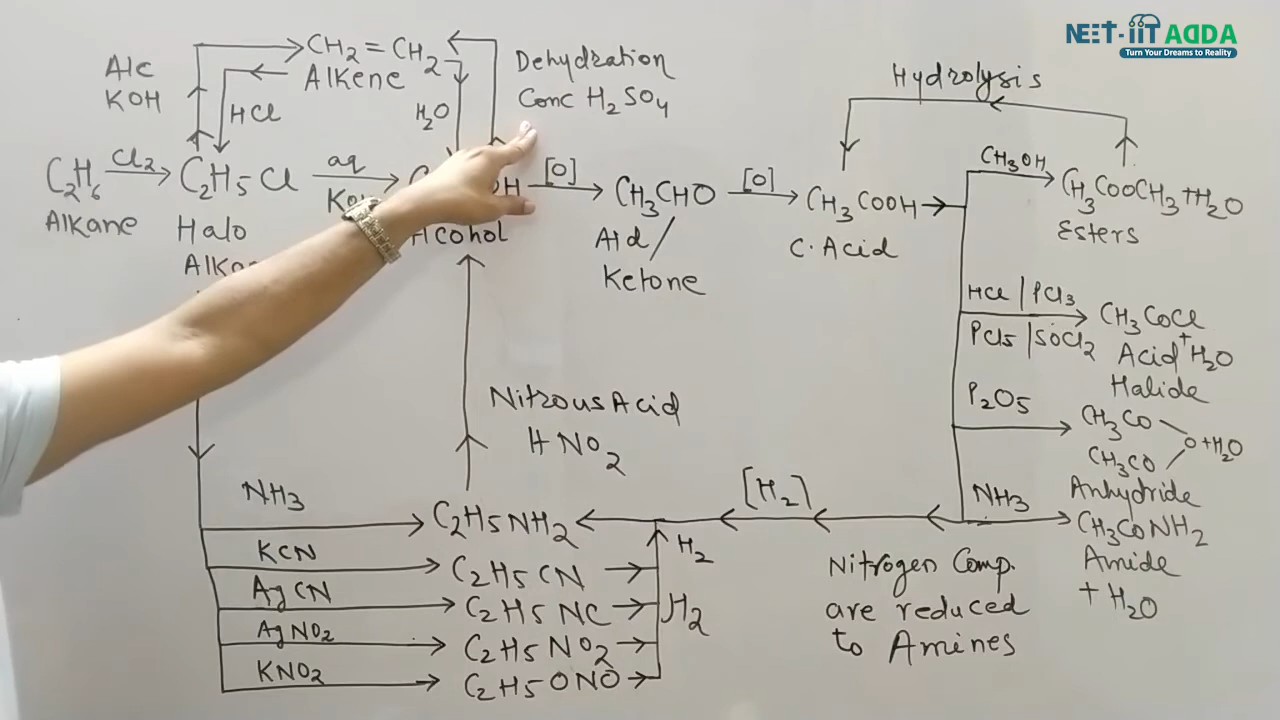 NEET-IIT ADDA
Turn Your Dreams to Reality
CH2 = CH2
Alkene
Alc
KOH
HCl
H2O
Dehydration
Conc H2SO4
Hydrolysis
C2H6
Alkane
Cl2
C2H5Cl
Halo
aq
Alcohol
[O]
CH3CHO
Ald/
Ketone
[O]
CH3COOH
C. Acid
CH3OH
CH3COOCH3+H2O
Esters
HCl | PCl3
PCl5 | SOCl2
CH3COCl
+
Acid H2O
Halide
P2O5
CH3CO
O + H2O
CH3CO
Anhydride
NH3
CH3CONH2
Amide
+ H2O
Nitrous Acid
HNO2
[H2]
Nitrogen Comp.
are reduced
to Amines
NH3
C2H5NH2
H2
KCN
C2H5CN
AgCN
C2H5NC
H2
AgNO2
C2H5NO2
KNO2
C2H5ONO